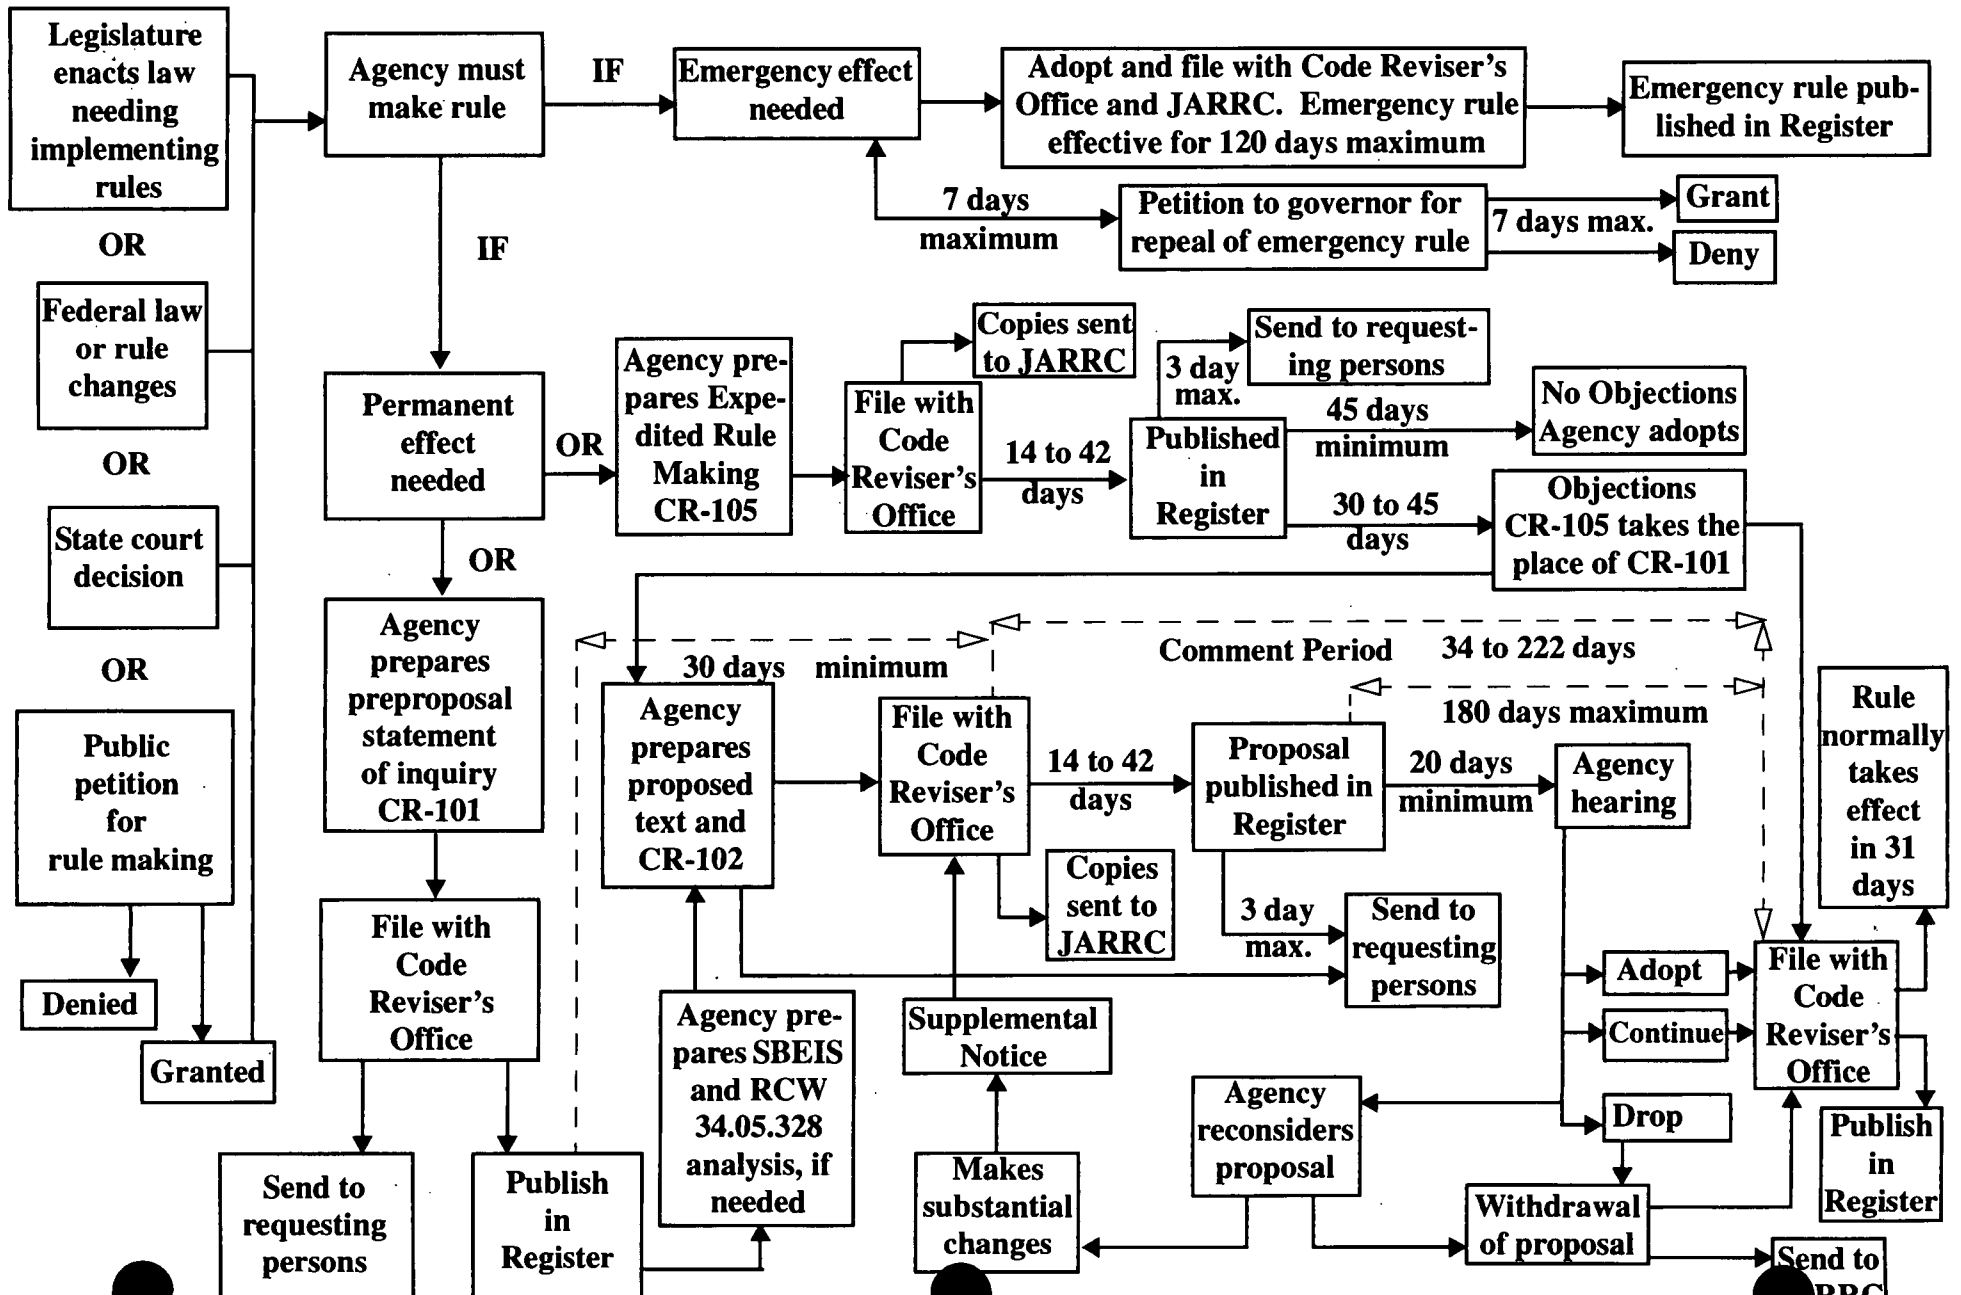 Legislature
enacts law
needing
implementing
rules
OR
Federal law
or rule
changes
OR
State court
decision
OR
Public
petition
for
rule making
Denied
Granted
Agency must
make rule
IF
Emergency effect
needed
Adopt and file with Code Reviser's
Office and JARRC. Emergency rule
effective for 120 days maximum
Emergency rule pub-
lished in Register
7 days
maximum
Petition to governor for
repeal of emergency rule
7 days max.
Grant
Deny
IF
Permanent
effect
needed
OR
Agency pre-
pares Expe-
dited Rule
Making
CR-105
File with
Code
Reviser's
Office
Copies sent
to JARRC
14 to 42
days
Published
in
Register
3 day
max.
Send to request-
ing persons
45 days
minimum
No Objections
Agency adopts
30 to 45
days
Objections
CR-105 takes the
place of CR-101
OR
Agency
prepares
preproposal
statement
of inquiry
CR-101
File with
Code
Reviser's
Office
Send to
requesting
persons
Publish
in
Register
30 days minimum
Agency
prepares
proposed
text and
CR-102
Agency pre-
pares SBEIS
and RCW
34.05.328
analysis, if
needed
File with
Code
Reviser's
Office
Comment Period 34 to 222 days
180 days maximum
14 to 42
days
Copies
sent to
JARRC
Proposal
published in
Register
3 day
max.
Send to
requesting
persons
20 days
minimum
Agency
hearing
Supplemental
Notice
Makes
substantial
changes
Agency
reconsiders
proposal
Adopt
Continue
Drop
Withdrawal
of proposal
File with
Code
Reviser's
Office
Rule
normally
takes
effect
in 31
days
Publish
in
Register
Send to